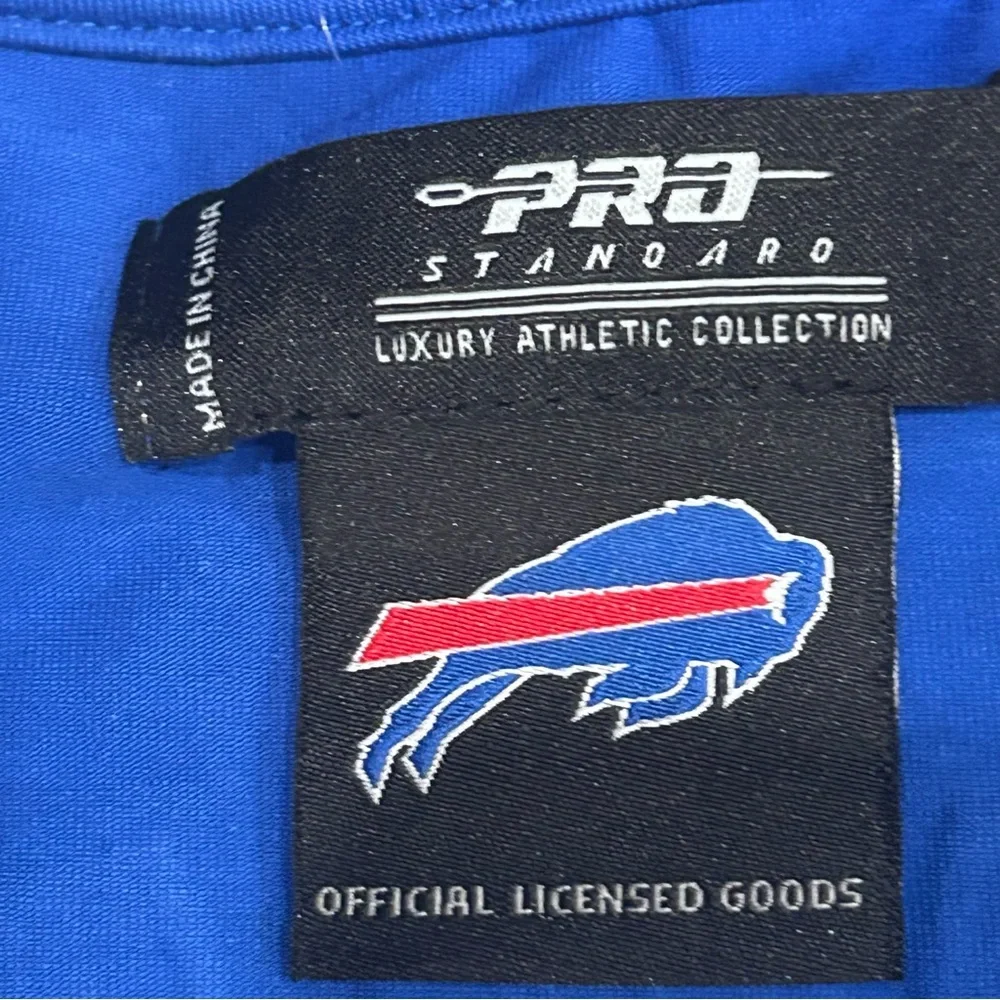 PRO
STANDARD
LUXURY ATHLETIC COLLECTION
MADE IN CHINA
OFFICIAL LICENSED GOODS